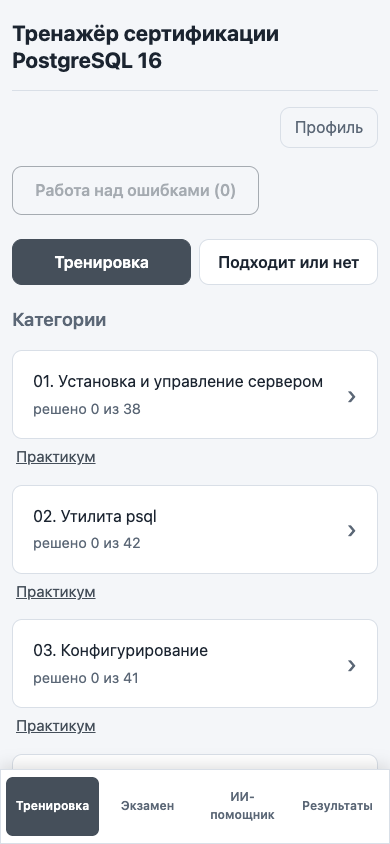 Тренажёр сертификации
PostgreSQL 16
Профиль
Работа над ошибками (0)
Тренировка
Подходит или нет
Категории
01. Установка и управление сервером
решено 0 из 38
Практикум
02. Утилита psql
решено 0 из 42
Практикум
03. Конфигурирование
решено 0 из 41
Практикум
Тренировка
Экзамен
ИИ-
помощник
Результаты